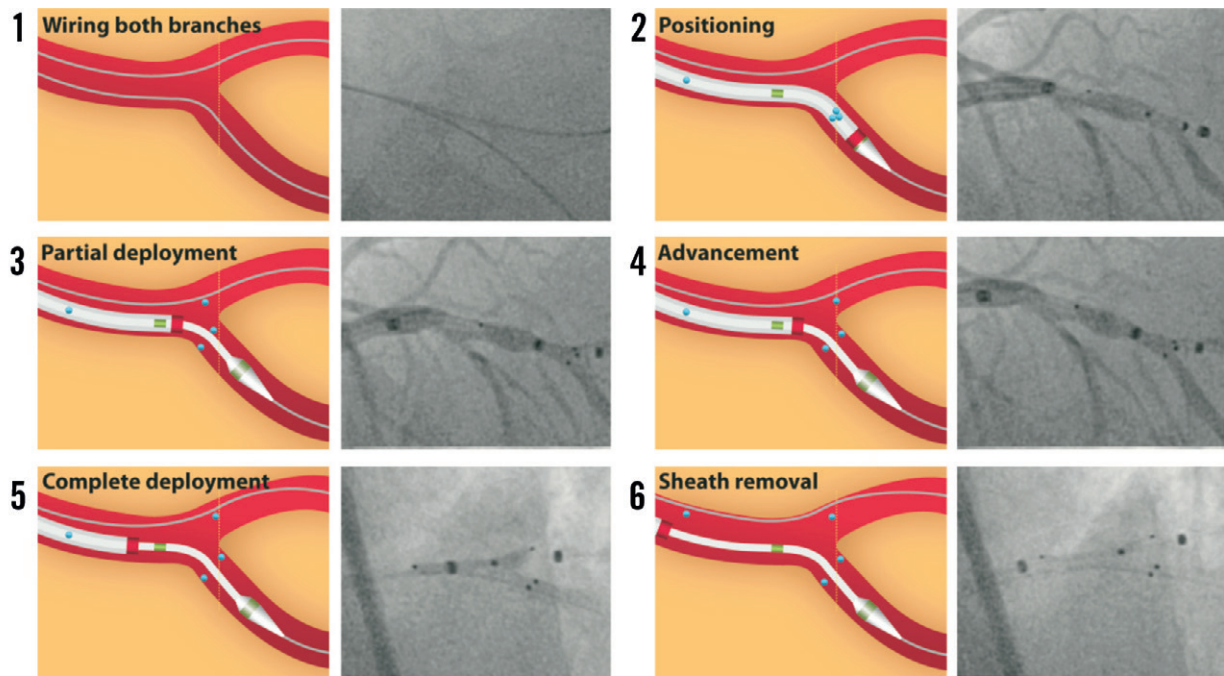 1 Wiring both branches
2 Positioning
3 Partial deployment
4 Advancement
5 Complete deployment
6 Sheath removal